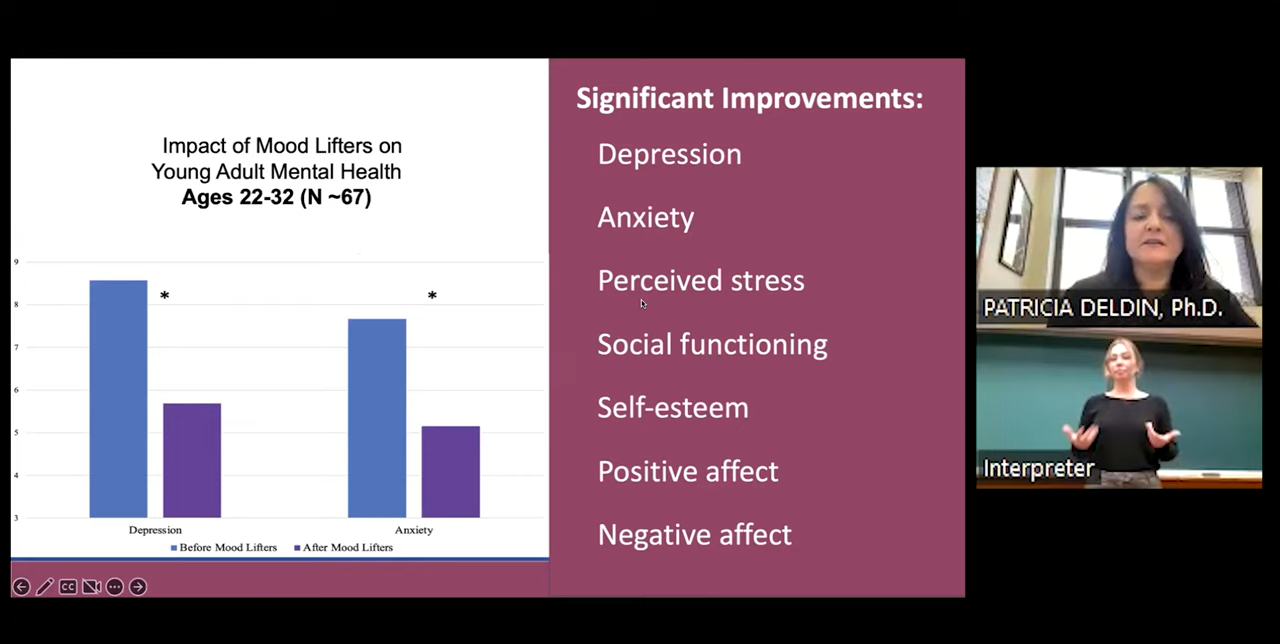 Impact of Mood Lifters on
Young Adult Mental Health
Ages 22-32 (N ~67)
9
8
7
6
5
4
3
*
*
Depression
Anxiety
Before Mood Lifters
After Mood Lifters
CC
Significant Improvements:
Depression
Anxiety
Perceived stress
Social functioning
Self-esteem
Positive affect
Negative affect
PATRICIA DELDIN, Ph.D.
Interpreter